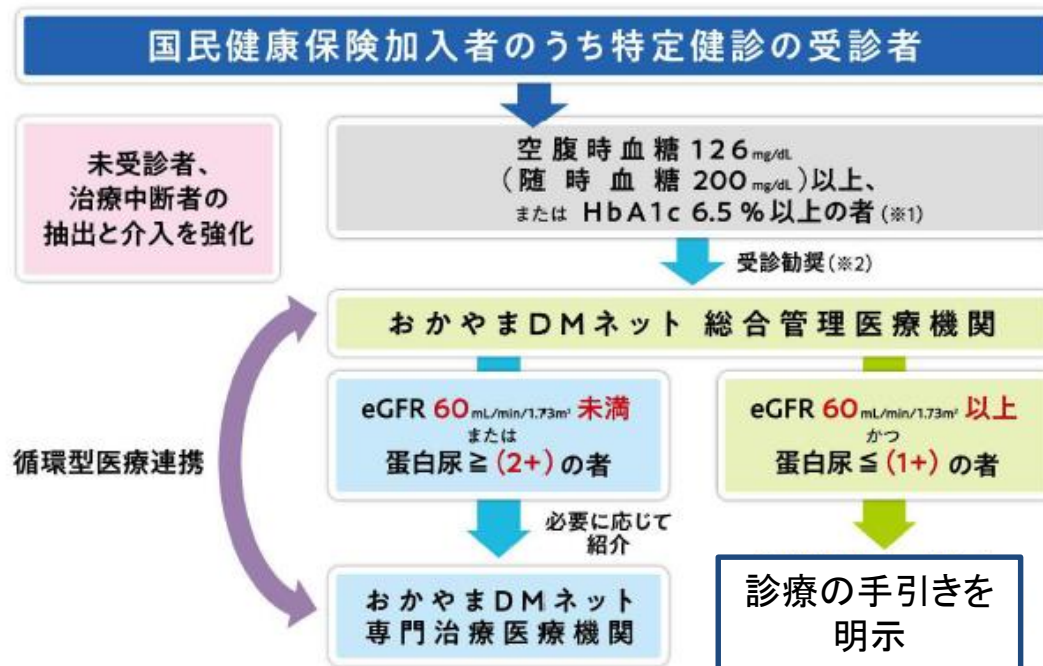 国民健康保険加入者のうち特定健診の受診者
未受診者、
治療中断者の
抽出と介入を強化
空腹時血糖 126mg/dL
(随時血糖 200mg/dL)以上、
または HbA1c 6.5%以上の者(※1)
受診勧奨(※2)
おかやまDMネット 総合管理医療機関
循環型医療連携
eGFR 60mL/min/1.73m² 未満
または
蛋白尿≧(2+)の者
eGFR 60mL/min/1.73m² 以上
かつ
蛋白尿≦(1+)の者
必要に応じて
紹介
おかやまDMネット
専門治療医療機関
診療の手引きを
明示